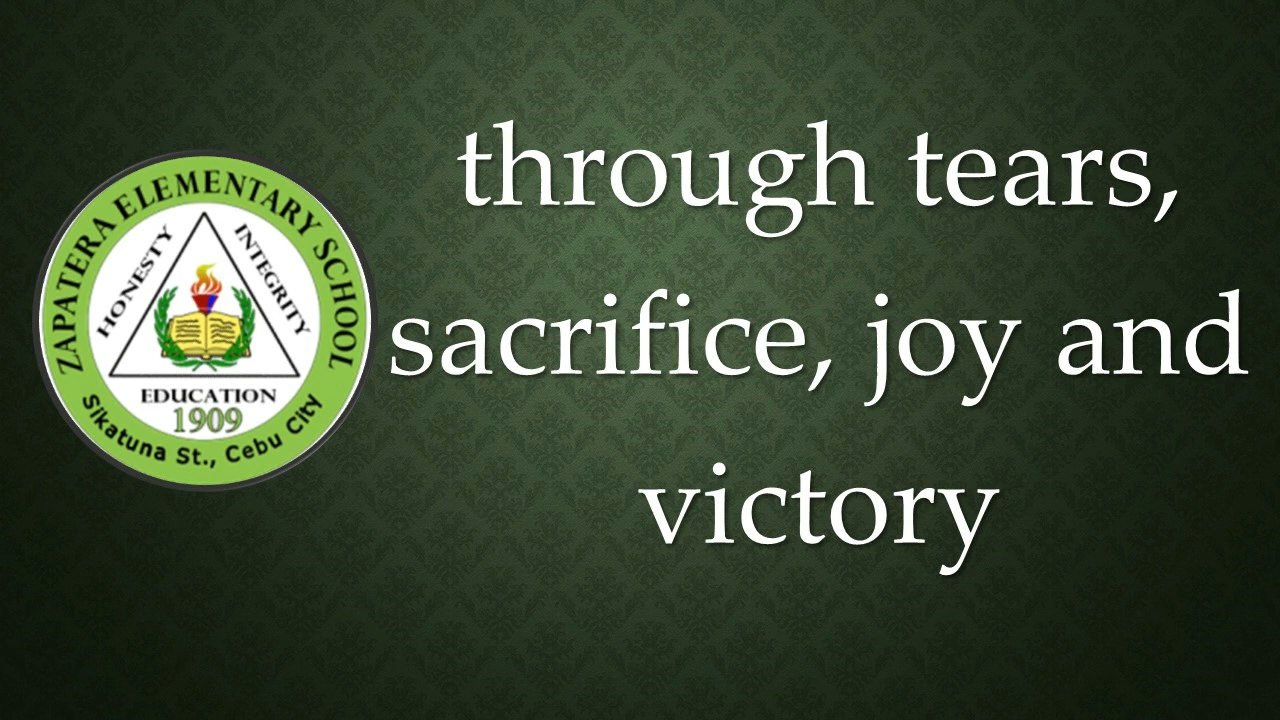 ZAPATERA ELEMENTARY SCHOOL
HONESTY
INTEGRITY
EDUCATION
1909
Sikatuna St., Cebu City
through tears,
sacrifice, joy and
victory